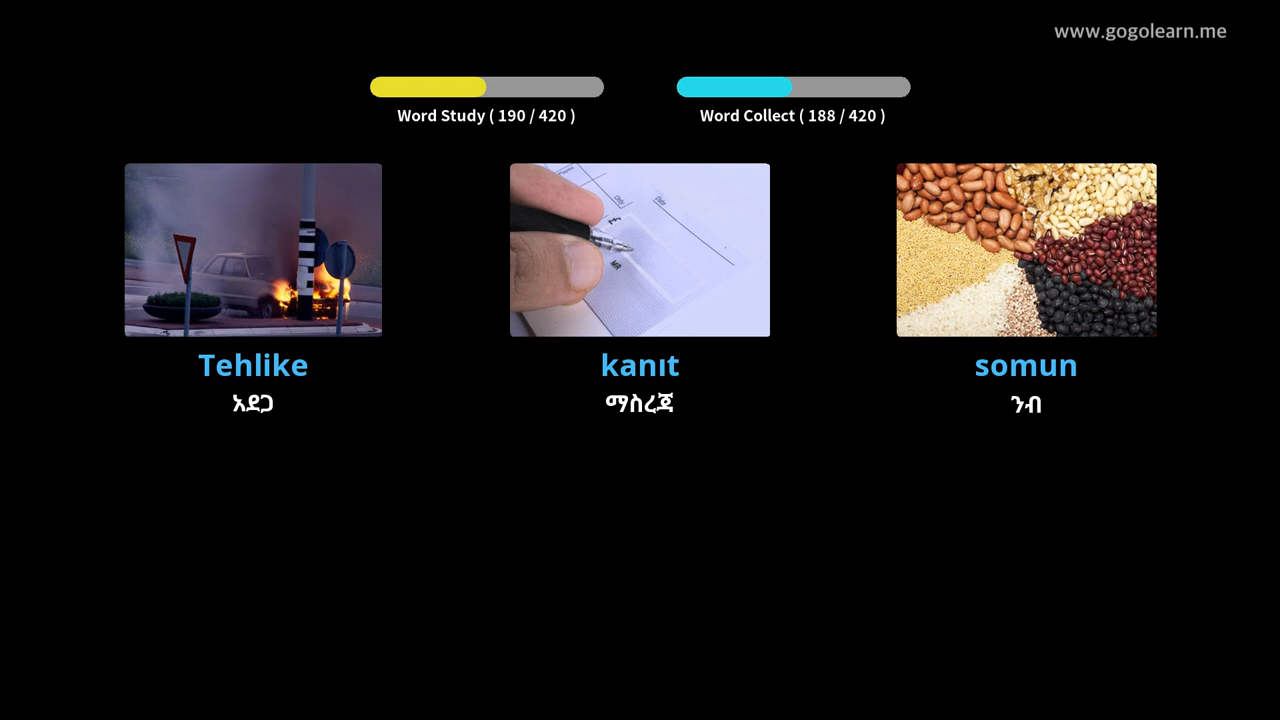 www.gogolearn.me
Word Study ( 190 / 420 )
Word Collect ( 188 / 420 )
Tehlike
kanıt
somun
አደጋ
ማስረጃ
ንብ